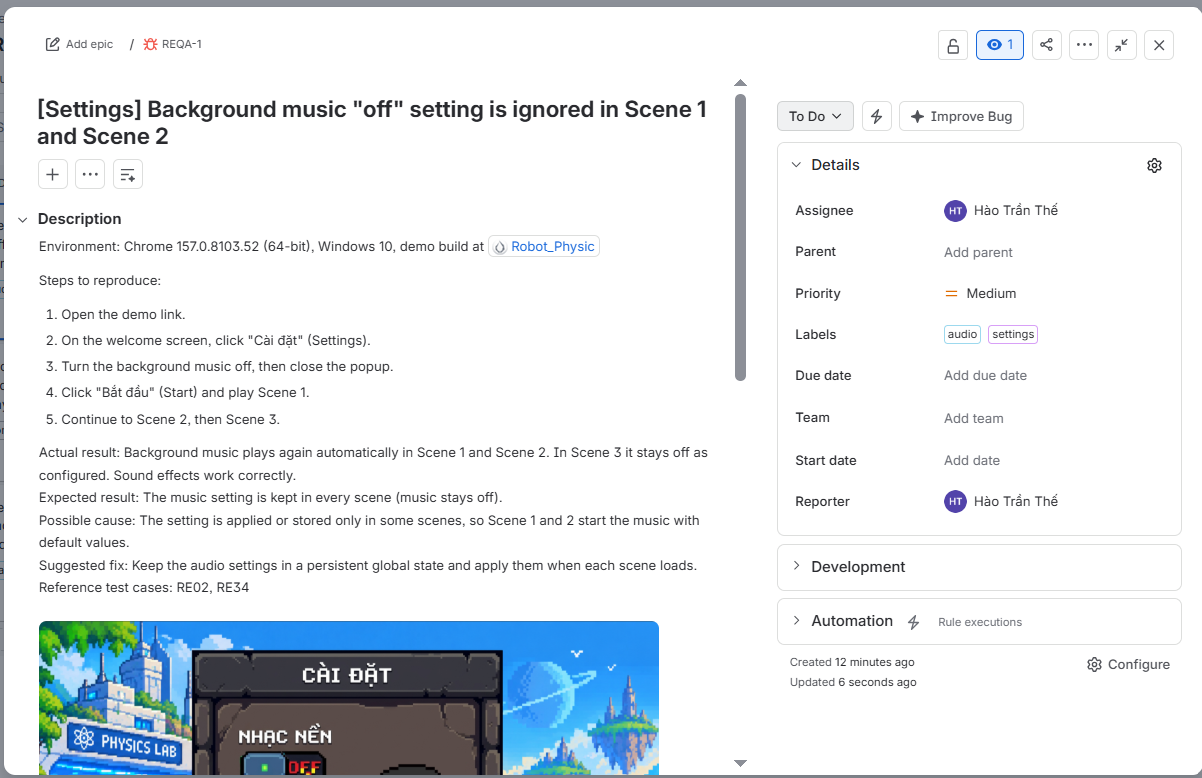 Add epic / REQA-1
1
[Settings] Background music "off" setting is ignored in Scene 1
and Scene 2
Description
Environment: Chrome 157.0.8103.52 (64-bit), Windows 10, demo build at Robot_Physic
Steps to reproduce:
1. Open the demo link.
2. On the welcome screen, click "Cài đặt" (Settings).
3. Turn the background music off, then close the popup.
4. Click "Bắt đầu" (Start) and play Scene 1.
5. Continue to Scene 2, then Scene 3.
Actual result: Background music plays again automatically in Scene 1 and Scene 2. In Scene 3 it stays off as
configured. Sound effects work correctly.
Expected result: The music setting is kept in every scene (music stays off).
Possible cause: The setting is applied or stored only in some scenes, so Scene 1 and 2 start the music with
default values.
Suggested fix: Keep the audio settings in a persistent global state and apply them when each scene loads.
Reference test cases: RE02, RE34
CÀI ĐẶT
NHẠC NỀN
OFF
PHYSICS LAB
To Do
Improve Bug
Details
Assignee
HT Hào Trần Thế
Parent
Add parent
Priority
Medium
Labels
audio settings
Due date
Add due date
Team
Add team
Start date
Add date
Reporter
HT Hào Trần Thế
Development
Automation
Rule executions
Created 12 minutes ago
Updated 6 seconds ago
Configure